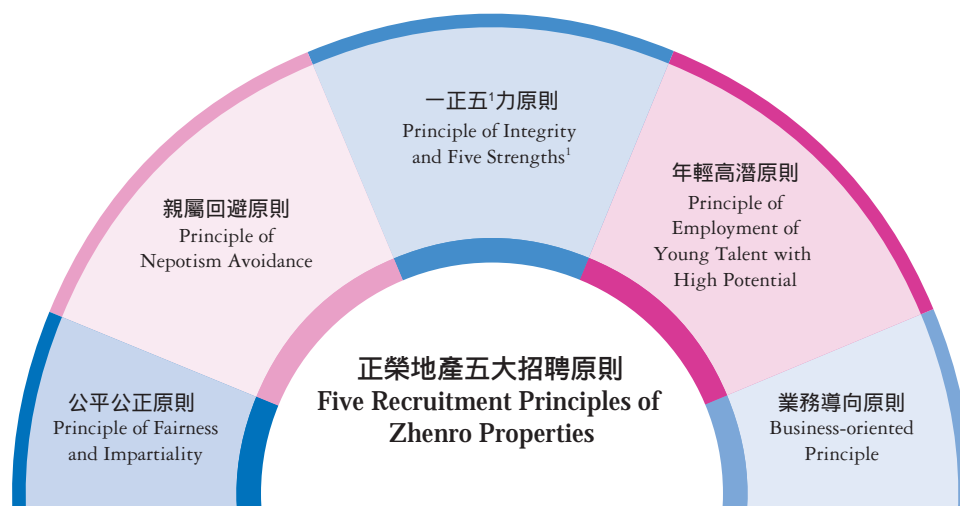 一正五¹力原則
Principle of Integrity
and Five Strengths¹
年輕高潛原則
Principle of
Employment of
Young Talent with
High Potential
親屬回避原則
Principle of
Nepotism Avoidance
正榮地產五大招聘原則
Five Recruitment Principles of
Zhenro Properties
公平公正原則
Principle of Fairness
and Impartiality
業務導向原則
Business-oriented
Principle